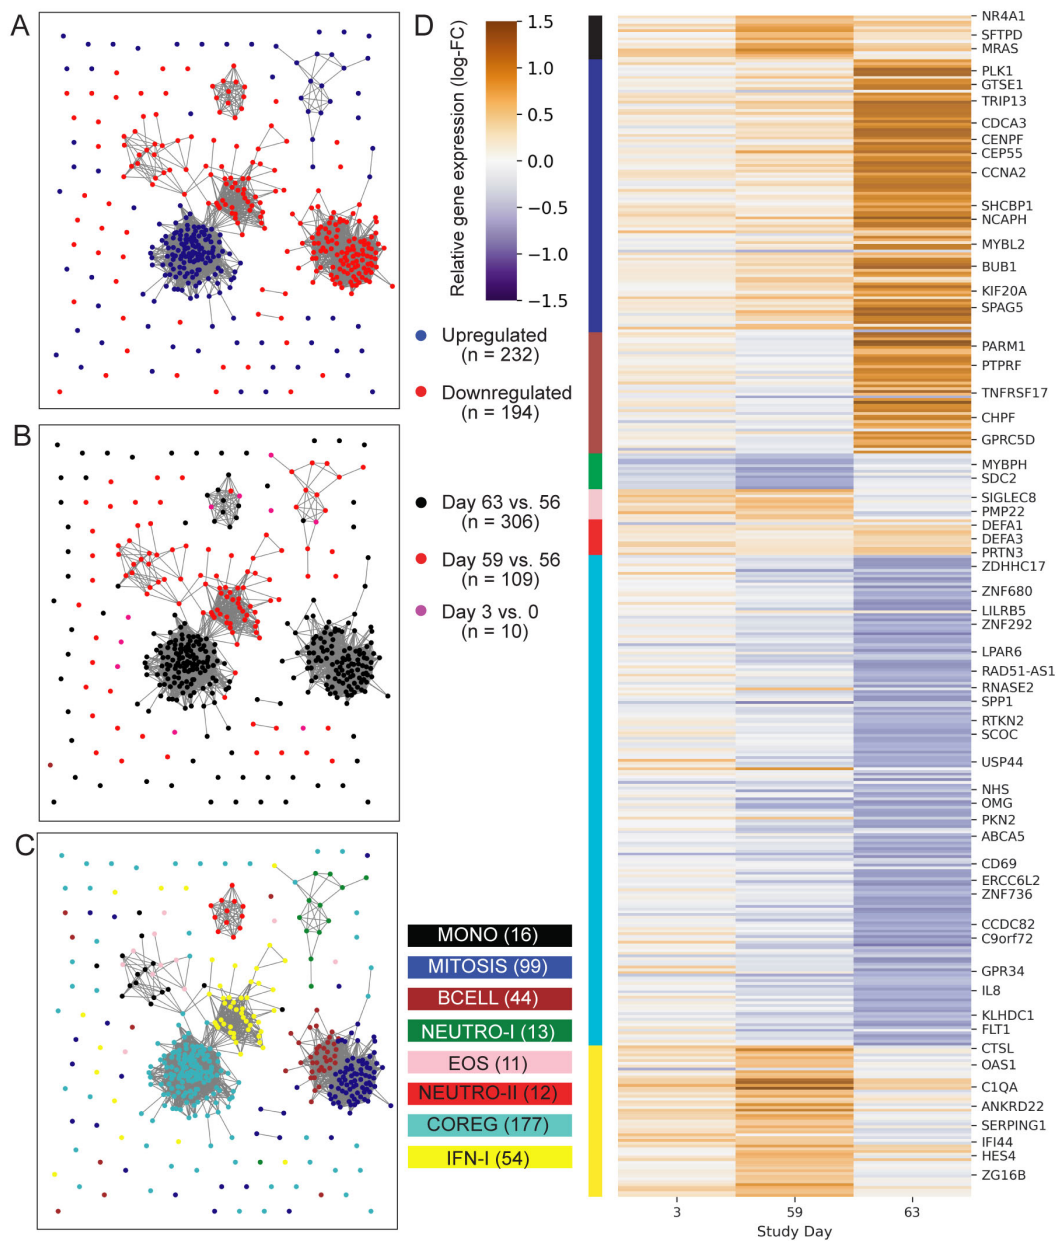 A
D
Relative gene expression (log-FC)
1.5
1.0
0.5
0.0
−0.5
−1.0
−1.5
Upregulated
(n = 232)
Downregulated
(n = 194)
B
Day 63 vs. 56
(n = 306)
Day 59 vs. 56
(n = 109)
Day 3 vs. 0
(n = 10)
C
MONO (16)
MITOSIS (99)
BCELL (44)
NEUTRO-I (13)
EOS (11)
NEUTRO-II (12)
COREG (177)
IFN-I (54)
NR4A1
SFTPD
MRAS
PLK1
GTSE1
TRIP13
CDCA3
CENPF
CEP55
CCNA2
SHCBP1
NCAPH
MYBL2
BUB1
KIF20A
SPAG5
PARM1
PTPRF
TNFRSF17
CHPF
GPRC5D
MYBPH
SDC2
SIGLEC8
PMP22
DEFA1
DEFA3
PRTN3
ZDHHC17
ZNF680
LILRB5
ZNF292
LPAR6
RAD51-AS1
RNASE2
SPP1
RTKN2
SCOC
USP44
NHS
OMG
PKN2
ABCA5
CD69
ERCC6L2
ZNF736
CCDC82
C9orf72
GPR34
IL8
KLHDC1
FLT1
CTSL
OAS1
C1QA
ANKRD22
SERPING1
IFI44
HES4
ZG16B
3
59
63
Study Day